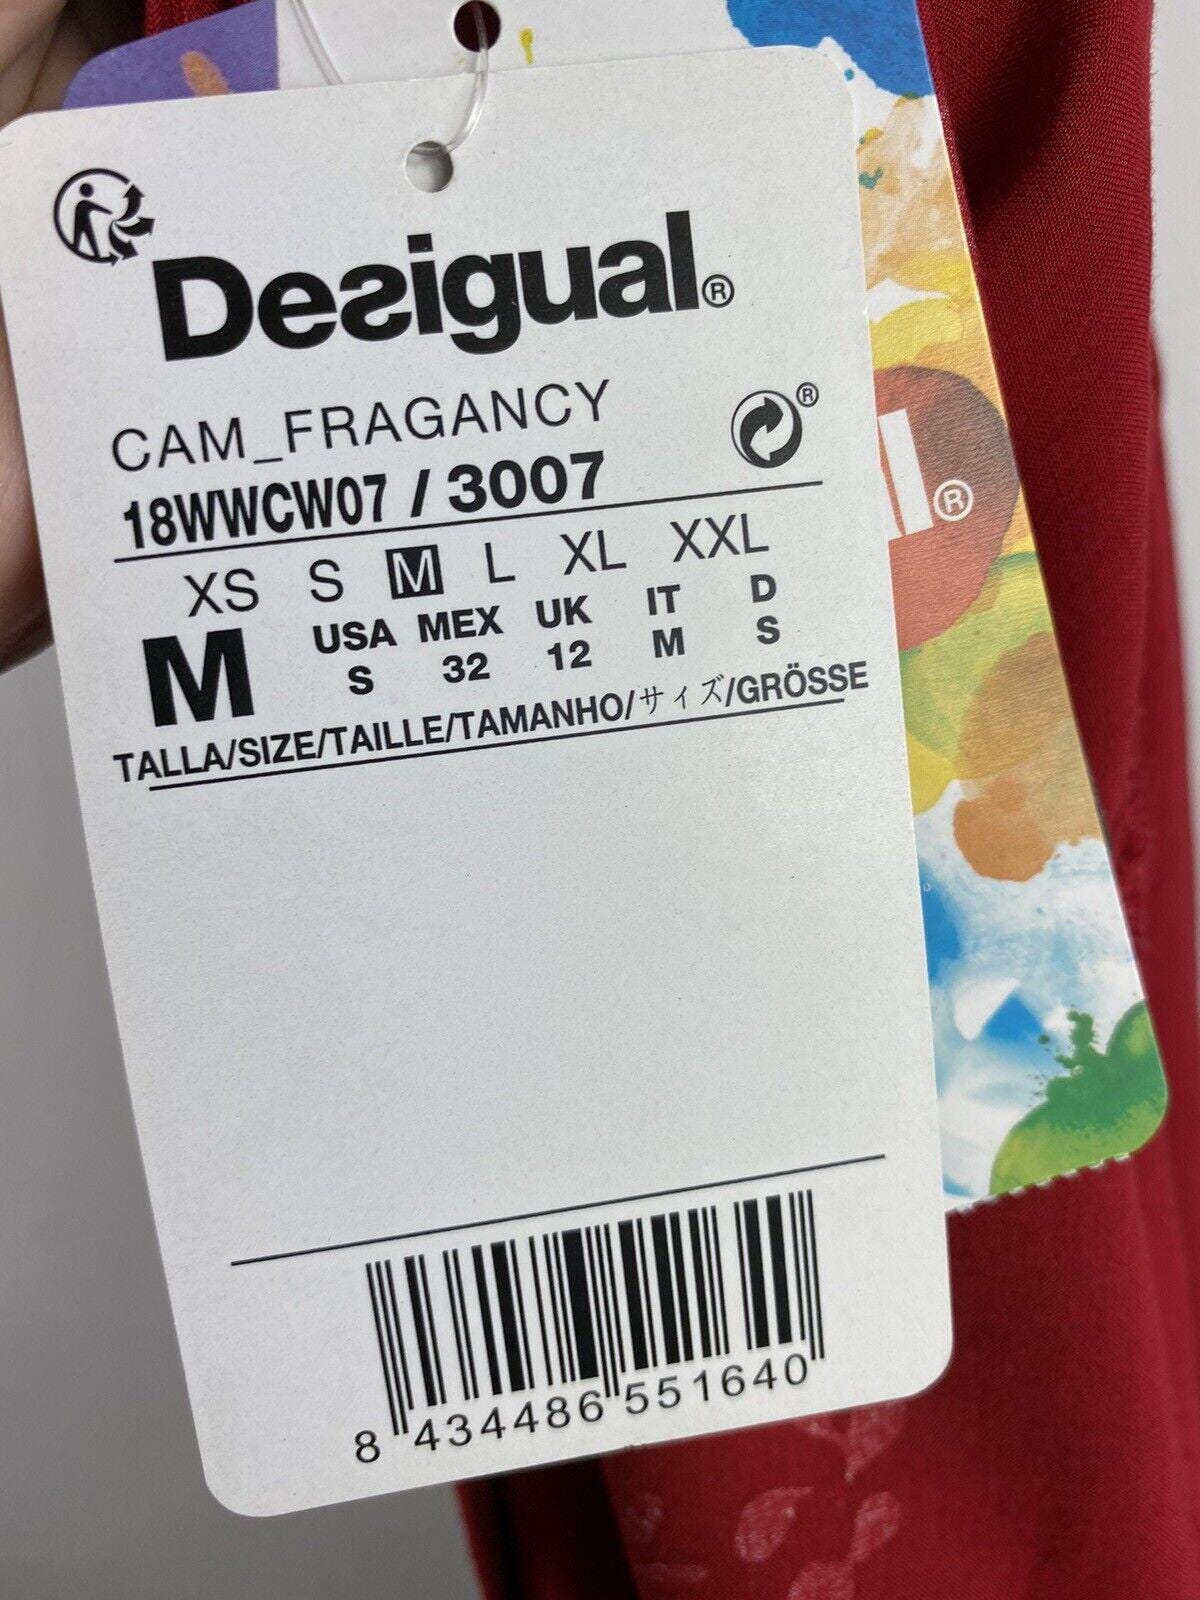 Desigual®
CAM_FRAGANCY
®
18WWCW07 / 3007
XS S M L XL XXL
M USA MEX UK IT D
S 32 12 M S
TALLA/SIZE/TAILLE/TAMANHO/サイズ/GRÖSSE
al®
8 434486 551640